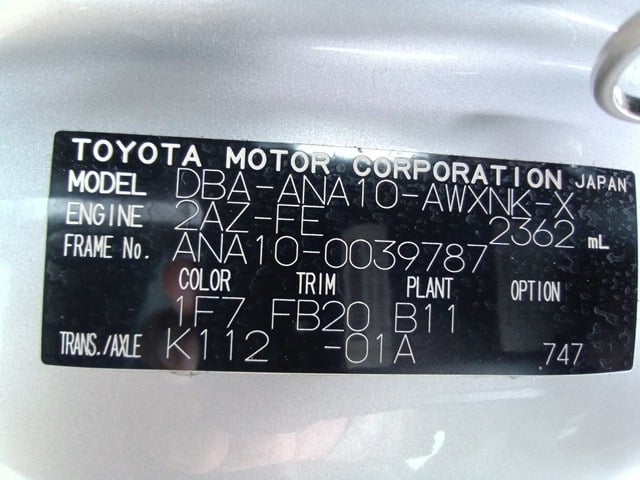 TOYOTA MOTOR CORPORATION JAPAN
MODEL DBA-ANA10-AWXNK-X
ENGINE 2AZ-FE 2362 mL
FRAME No. ANA10-0039787
COLOR TRIM PLANT OPTION
1F7 FB20 B11
TRANS./AXLE K112 -01A .747